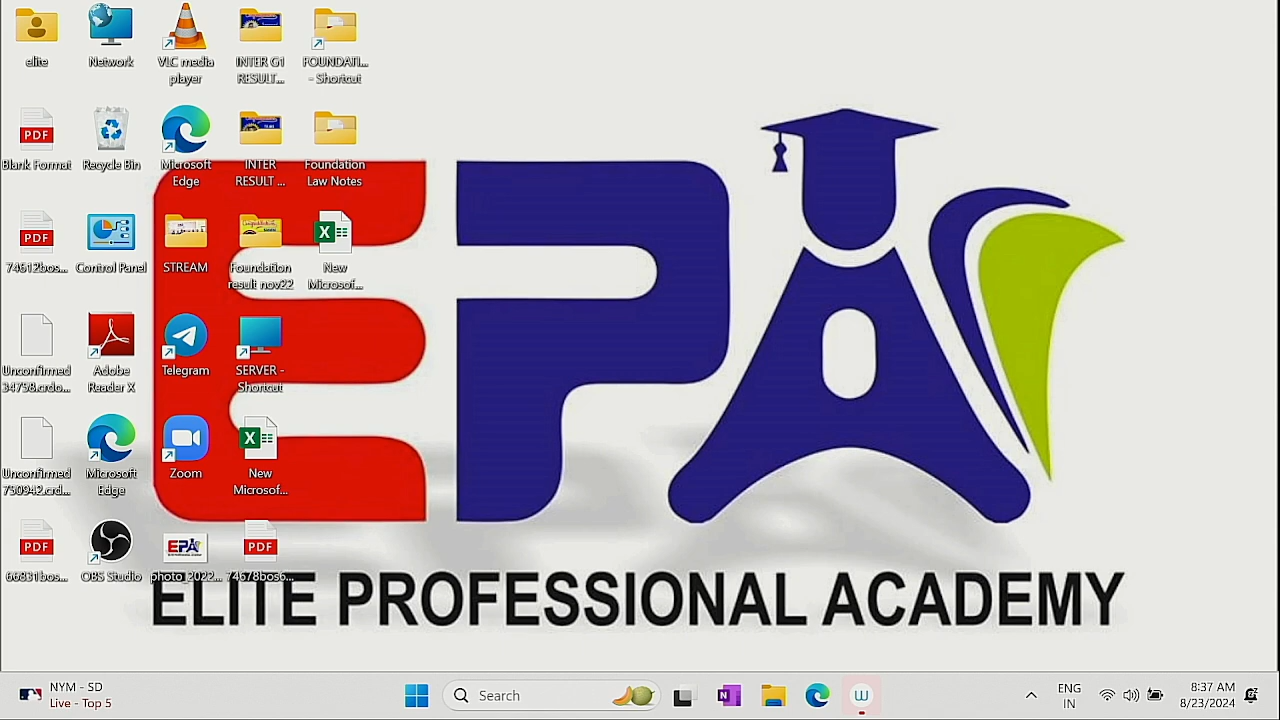 elite
Network
VLC media
player
INTER G1
RESULT...
FOUNDATI...
- Shortcut
PDF
Blank Format
Recycle Bin
Microsoft
Edge
INTER
RESULT ...
Foundation
Law Notes
PDF
74612bos...
Control Panel
STREAM
Foundation
result nov22
New
Microsof...
Unconfirmed
34758.crdo...
Adobe
Reader X
Telegram
SERVER -
Shortcut
Unconfirmed
750942.crd...
Microsoft
Edge
Zoom
New
Microsof...
PDF
66831bos...
OBS Studio
EPA
photo_2022...
PDF
74678bos6...
EPA
ELITE PROFESSIONAL ACADEMY
NYM - SD
Live - Top 5
Search
ENG
IN
8:37 AM
8/23/2024